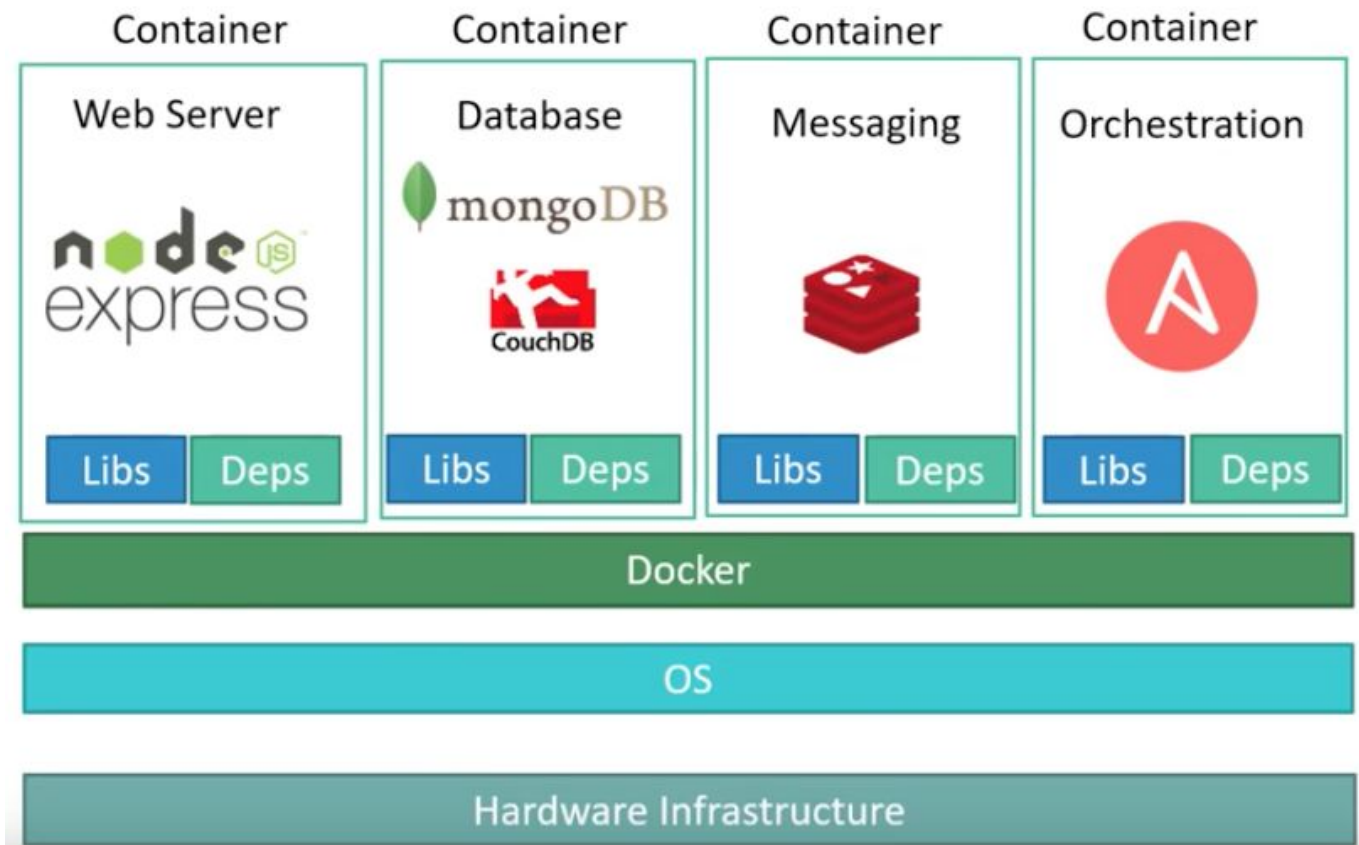 Container Container Container Container
Web Server Database Messaging Orchestration
mongoDB
node JS
express
CouchDB
Libs Deps Libs Deps Libs Deps Libs Deps
Docker
OS
Hardware Infrastructure